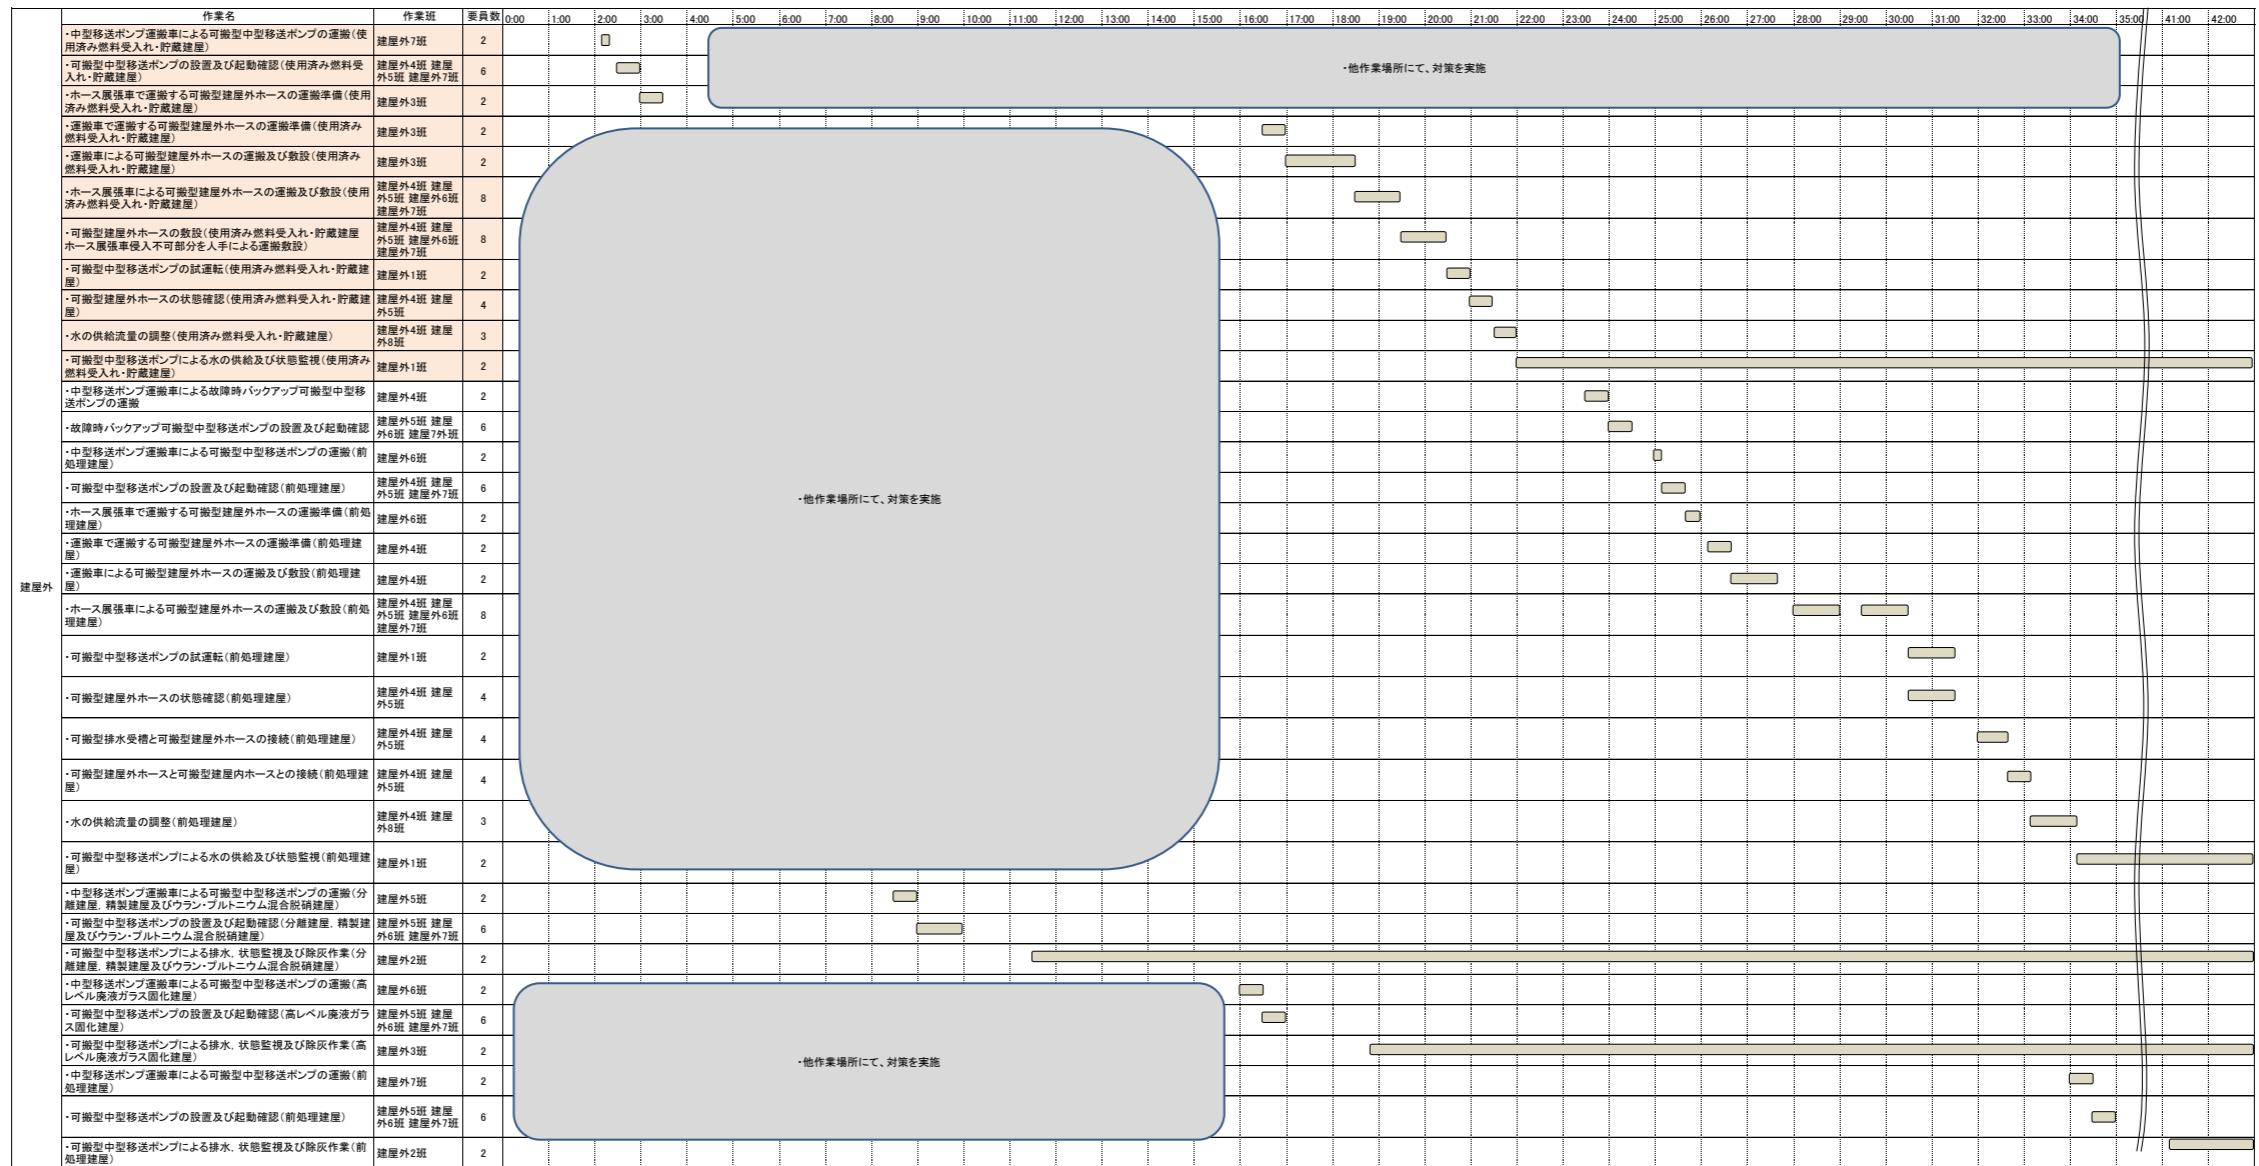 作業名 作業班 要員数 0:00 1:00 2:00 3:00 4:00 5:00 6:00 7:00 8:00 9:00 10:00 11:00 12:00 13:00 14:00 15:00 16:00 17:00 18:00 19:00 20:00 21:00 22:00 23:00 24:00 25:00 26:00 27:00 28:00 29:00 30:00 31:00 32:00 33:00 34:00 35:00 41:00 42:00
建屋外
・中型移送ポンプ運搬車による可搬型中型移送ポンプの運搬(使
用済み燃料受入れ・貯蔵建屋)
建屋外7班
2
・可搬型中型移送ポンプの設置及び起動確認(使用済み燃料受
入れ・貯蔵建屋)
建屋外4班 建屋
外5班 建屋外7班
6
・他作業場所にて、対策を実施
・ホース展張車で運搬する可搬型建屋外ホースの運搬準備(使用
済み燃料受入れ・貯蔵建屋)
建屋外3班
2
・運搬車で運搬する可搬型建屋外ホースの運搬準備(使用済み
燃料受入れ・貯蔵建屋)
建屋外3班
2
・運搬車による可搬型建屋外ホースの運搬及び敷設(使用済み
燃料受入れ・貯蔵建屋)
建屋外3班
2
・ホース展張車による可搬型建屋外ホースの運搬及び敷設(使用
済み燃料受入れ・貯蔵建屋)
建屋外4班 建屋
外5班 建屋外6班
建屋外7班
8
・可搬型建屋外ホースの敷設(使用済み燃料受入れ・貯蔵建屋
ホース展張車侵入不可部分を人手による運搬敷設)
建屋外4班 建屋
外5班 建屋外6班
建屋外7班
8
・可搬型中型移送ポンプの試運転(使用済み燃料受入れ・貯蔵建
屋)
建屋外1班
2
・可搬型建屋外ホースの状態確認(使用済み燃料受入れ・貯蔵建
屋)
建屋外4班 建屋
外5班
4
・水の供給流量の調整(使用済み燃料受入れ・貯蔵建屋)
建屋外4班 建屋
外8班
3
・可搬型中型移送ポンプによる水の供給及び状態監視(使用済み
燃料受入れ・貯蔵建屋)
建屋外1班
2
・中型移送ポンプ運搬車による故障時バックアップ可搬型中型移
送ポンプの運搬
建屋外4班
2
・故障時バックアップ可搬型中型移送ポンプの設置及び起動確認
建屋外5班 建屋
外6班 建屋7外班
6
・中型移送ポンプ運搬車による可搬型中型移送ポンプの運搬(前
処理建屋)
建屋外6班
2
・可搬型中型移送ポンプの設置及び起動確認(前処理建屋)
建屋外4班 建屋
外5班 建屋外7班
6
・他作業場所にて、対策を実施
・ホース展張車で運搬する可搬型建屋外ホースの運搬準備(前処
理建屋)
建屋外6班
2
・運搬車で運搬する可搬型建屋外ホースの運搬準備(前処理建
屋)
建屋外4班
2
・運搬車による可搬型建屋外ホースの運搬及び敷設(前処理建
屋)
建屋外4班
2
・ホース展張車による可搬型建屋外ホースの運搬及び敷設(前処
理建屋)
建屋外4班 建屋
外5班 建屋外6班
建屋外7班
8
・可搬型中型移送ポンプの試運転(前処理建屋)
建屋外1班
2
・可搬型建屋外ホースの状態確認(前処理建屋)
建屋外4班 建屋
外5班
4
・可搬型排水受槽と可搬型建屋外ホースの接続(前処理建屋)
建屋外4班 建屋
外5班
4
・可搬型建屋外ホースと可搬型建屋内ホースとの接続(前処理建
屋)
建屋外4班 建屋
外5班
4
・水の供給流量の調整(前処理建屋)
建屋外4班 建屋
外8班
3
・可搬型中型移送ポンプによる水の供給及び状態監視(前処理建
屋)
建屋外1班
2
・中型移送ポンプ運搬車による可搬型中型移送ポンプの運搬(分
離建屋, 精製建屋及びウラン・プルトニウム混合脱硝建屋)
建屋外5班
2
・可搬型中型移送ポンプの設置及び起動確認(分離建屋, 精製建
屋及びウラン・プルトニウム混合脱硝建屋)
建屋外5班 建屋
外6班 建屋外7班
6
・可搬型中型移送ポンプによる排水, 状態監視及び除灰作業(分
離建屋, 精製建屋及びウラン・プルトニウム混合脱硝建屋)
建屋外2班
2
・中型移送ポンプ運搬車による可搬型中型移送ポンプの運搬(高
レベル廃液ガラス固化建屋)
建屋外6班
2
・可搬型中型移送ポンプの設置及び起動確認(高レベル廃液ガラ
ス固化建屋)
建屋外5班 建屋
外6班 建屋外7班
6
・可搬型中型移送ポンプによる排水, 状態監視及び除灰作業(高
レベル廃液ガラス固化建屋)
建屋外3班
2
・他作業場所にて、対策を実施
・中型移送ポンプ運搬車による可搬型中型移送ポンプの運搬(前
処理建屋)
建屋外7班
2
・可搬型中型移送ポンプの設置及び起動確認(前処理建屋)
建屋外5班 建屋
外6班 建屋外7班
6
・可搬型中型移送ポンプによる排水, 状態監視及び除灰作業(前
処理建屋)
建屋外2班
2